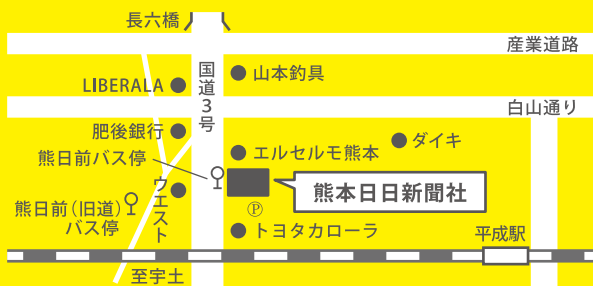 長六橋
産業道路
国道3号
山本釣具
LIBERALA
白山通り
肥後銀行
ダイキ
エルセルモ熊本
熊日前バス停
熊本日日新聞社
ウエスト
熊日前(旧道)
バス停
Ⓟ
トヨタカローラ
平成駅
至宇土